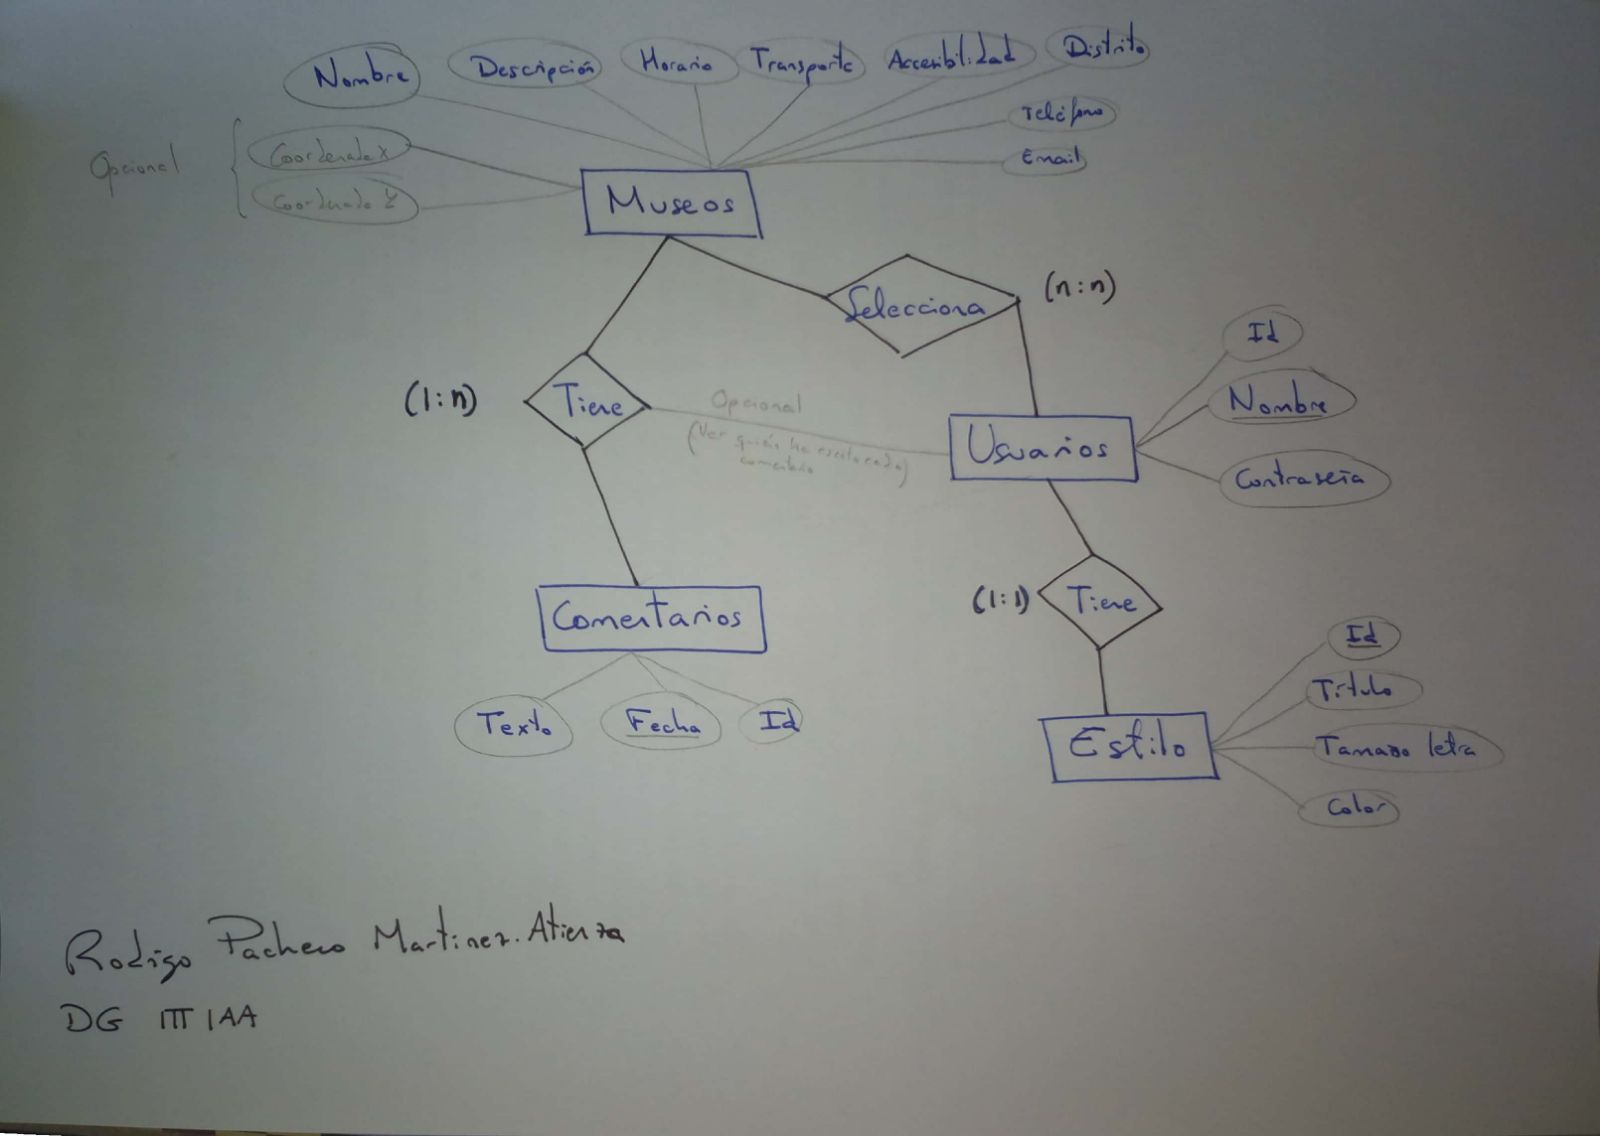 Nombre
Descripción
Horario
Transporte
Accesibilidad
Distrito
Teléfono
Email
Opcional
Coordenada X
Coordenada Y
Museos
Selecciona
(n:n)
Id
Nombre
Contraseña
(1:n)
Tiene
Opcional
(Ver quién ha escrito cada
comentario)
Usuarios
(1:1)
Tiene
Comentarios
Texto
Fecha
Id
Estilo
Id
Título
Tamaño letra
Color
Rodrigo Pacheco Martinez-Atienza
DG ITT IAA